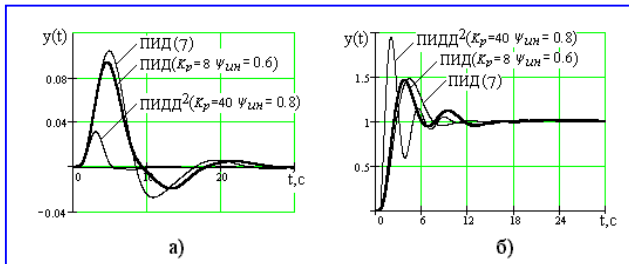 y(t)
ПИД(7)
ПИД(Kp=8 ψин=0.6)
ПИДД²(Kp=40 ψин=0.8)
0.08
0.04
0
10
20
t,c
−0.04
а)
y(t)
ПИДД²(Kp=40 ψин=0.8)
ПИД(Kp=8 ψин=0.6)
ПИД(7)
1.5
1
0.5
0
6
12
18
24
t,c
б)